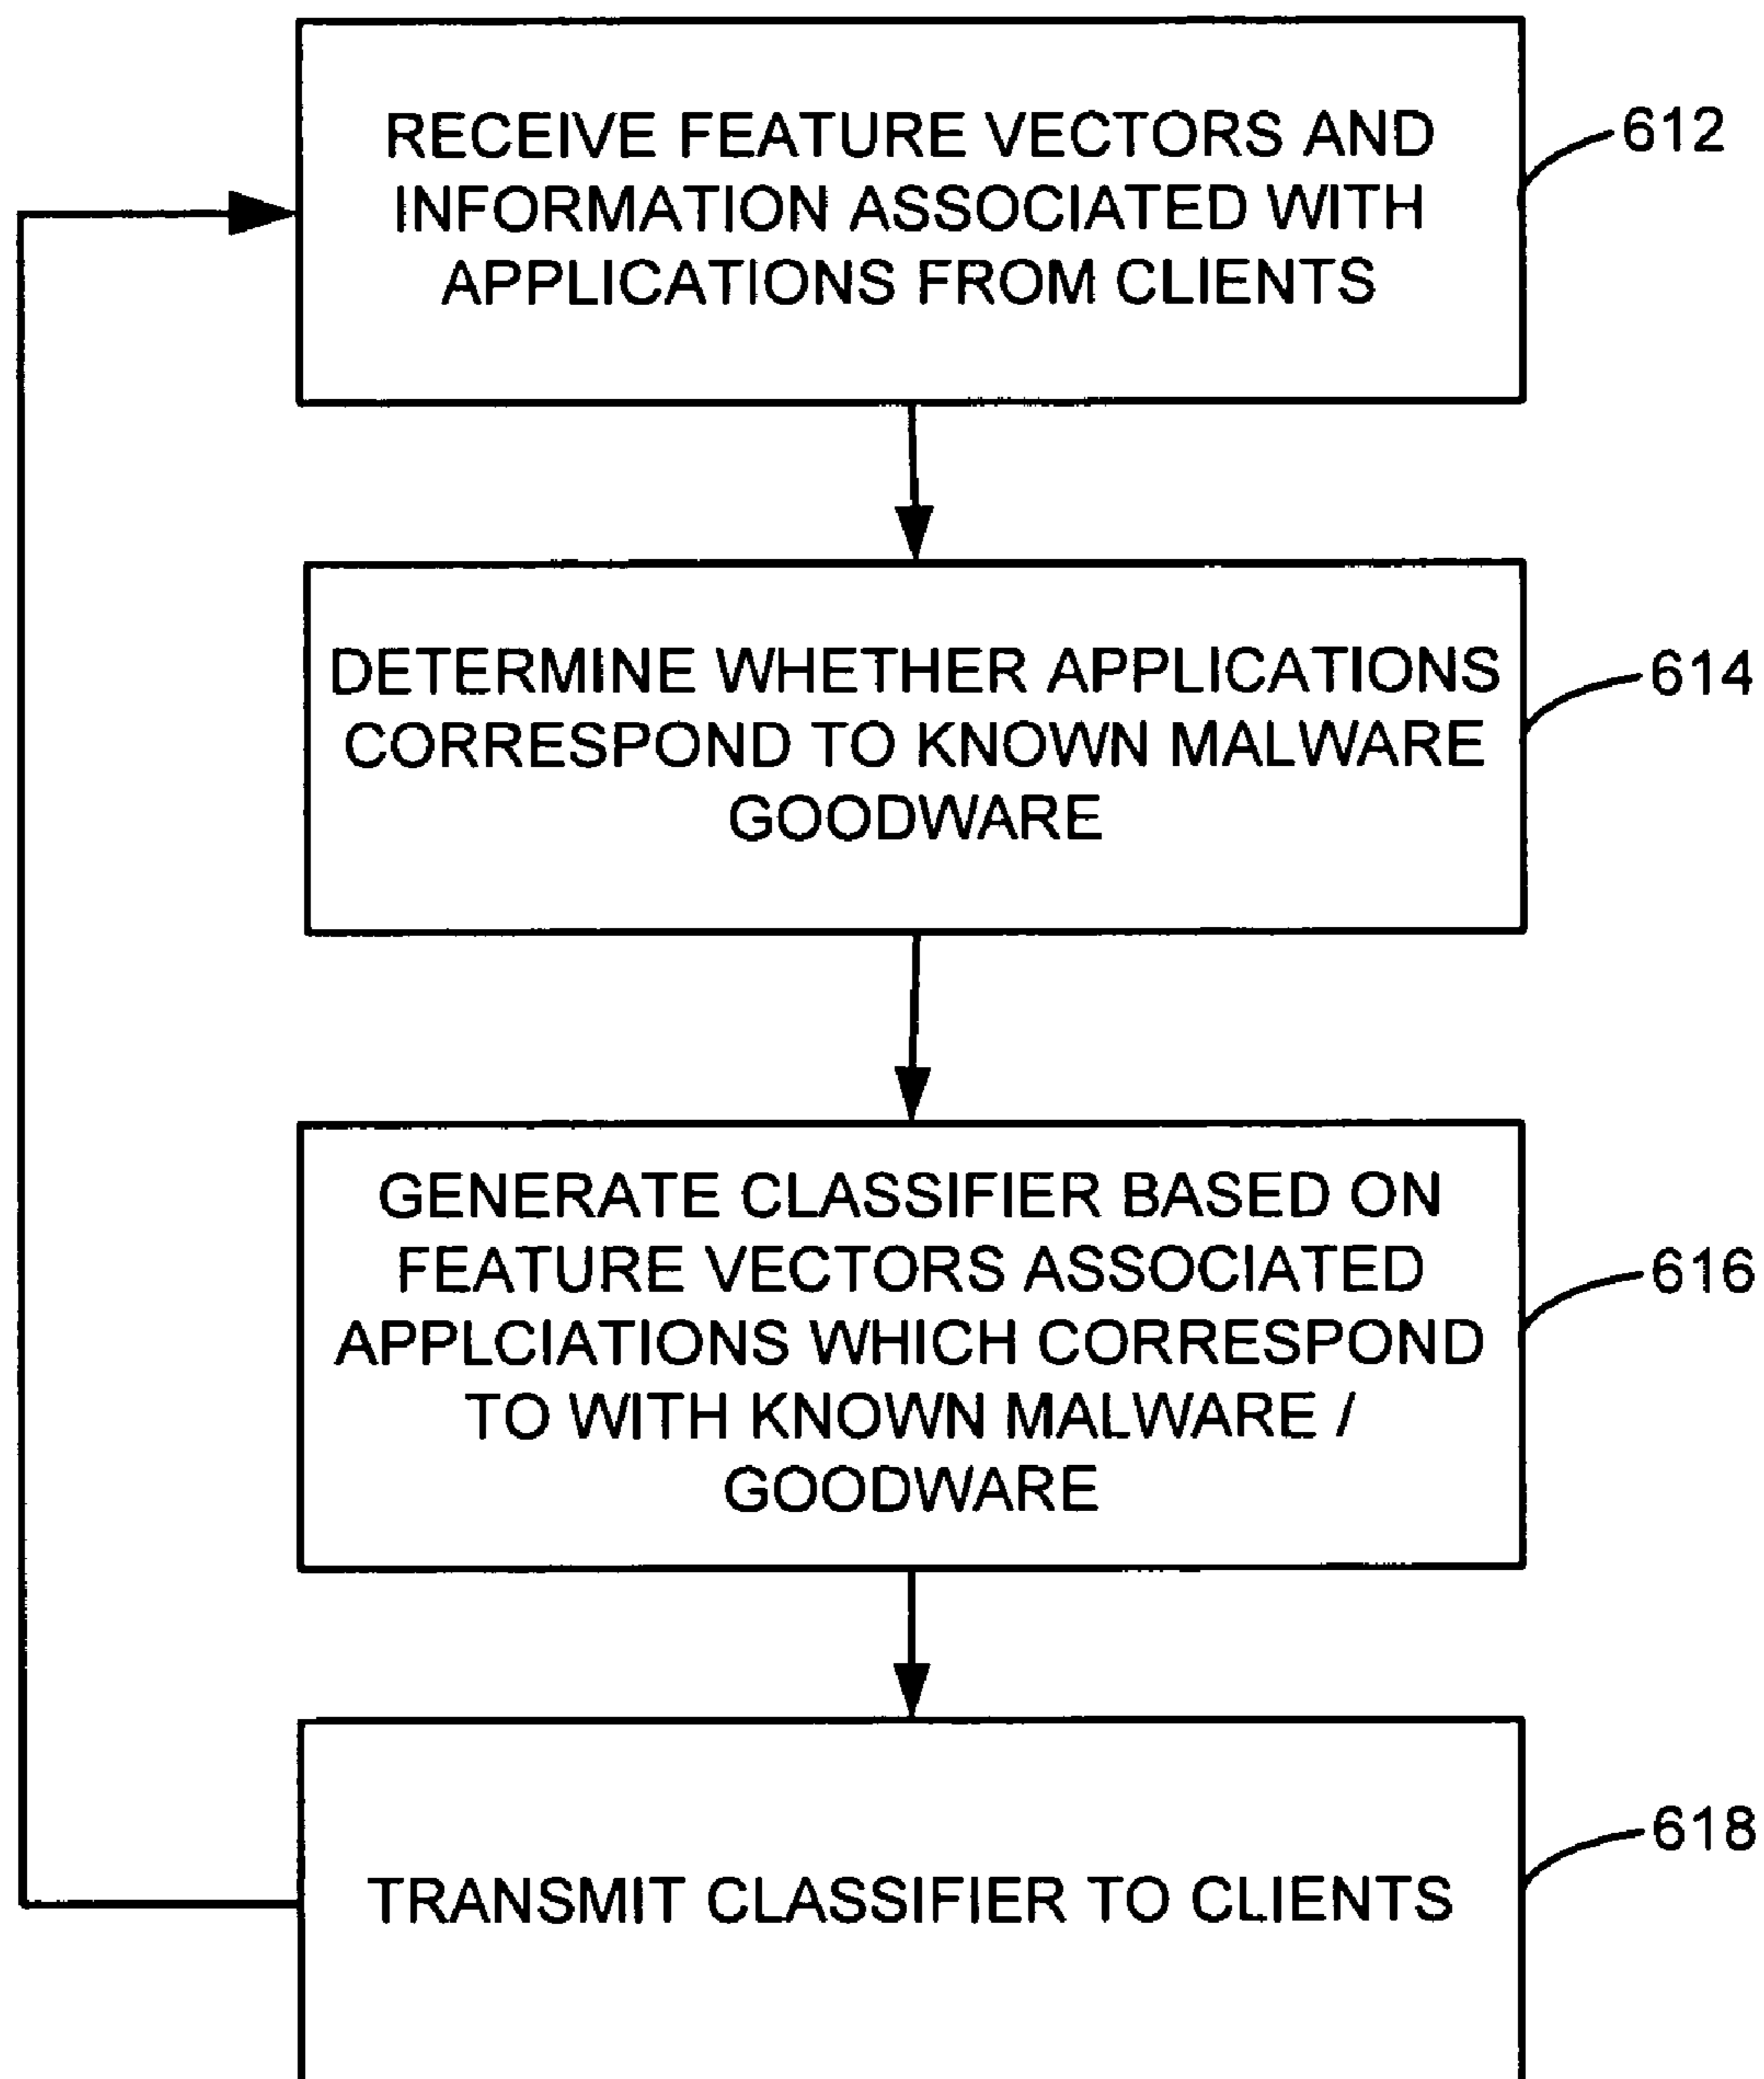 RECEIVE FEATURE VECTORS AND
INFORMATION ASSOCIATED WITH
APPLICATIONS FROM CLIENTS
612
DETERMINE WHETHER APPLICATIONS
CORRESPOND TO KNOWN MALWARE
GOODWARE
614
GENERATE CLASSIFIER BASED ON
FEATURE VECTORS ASSOCIATED
APPLCIATIONS WHICH CORRESPOND
TO WITH KNOWN MALWARE /
GOODWARE
616
TRANSMIT CLASSIFIER TO CLIENTS
618